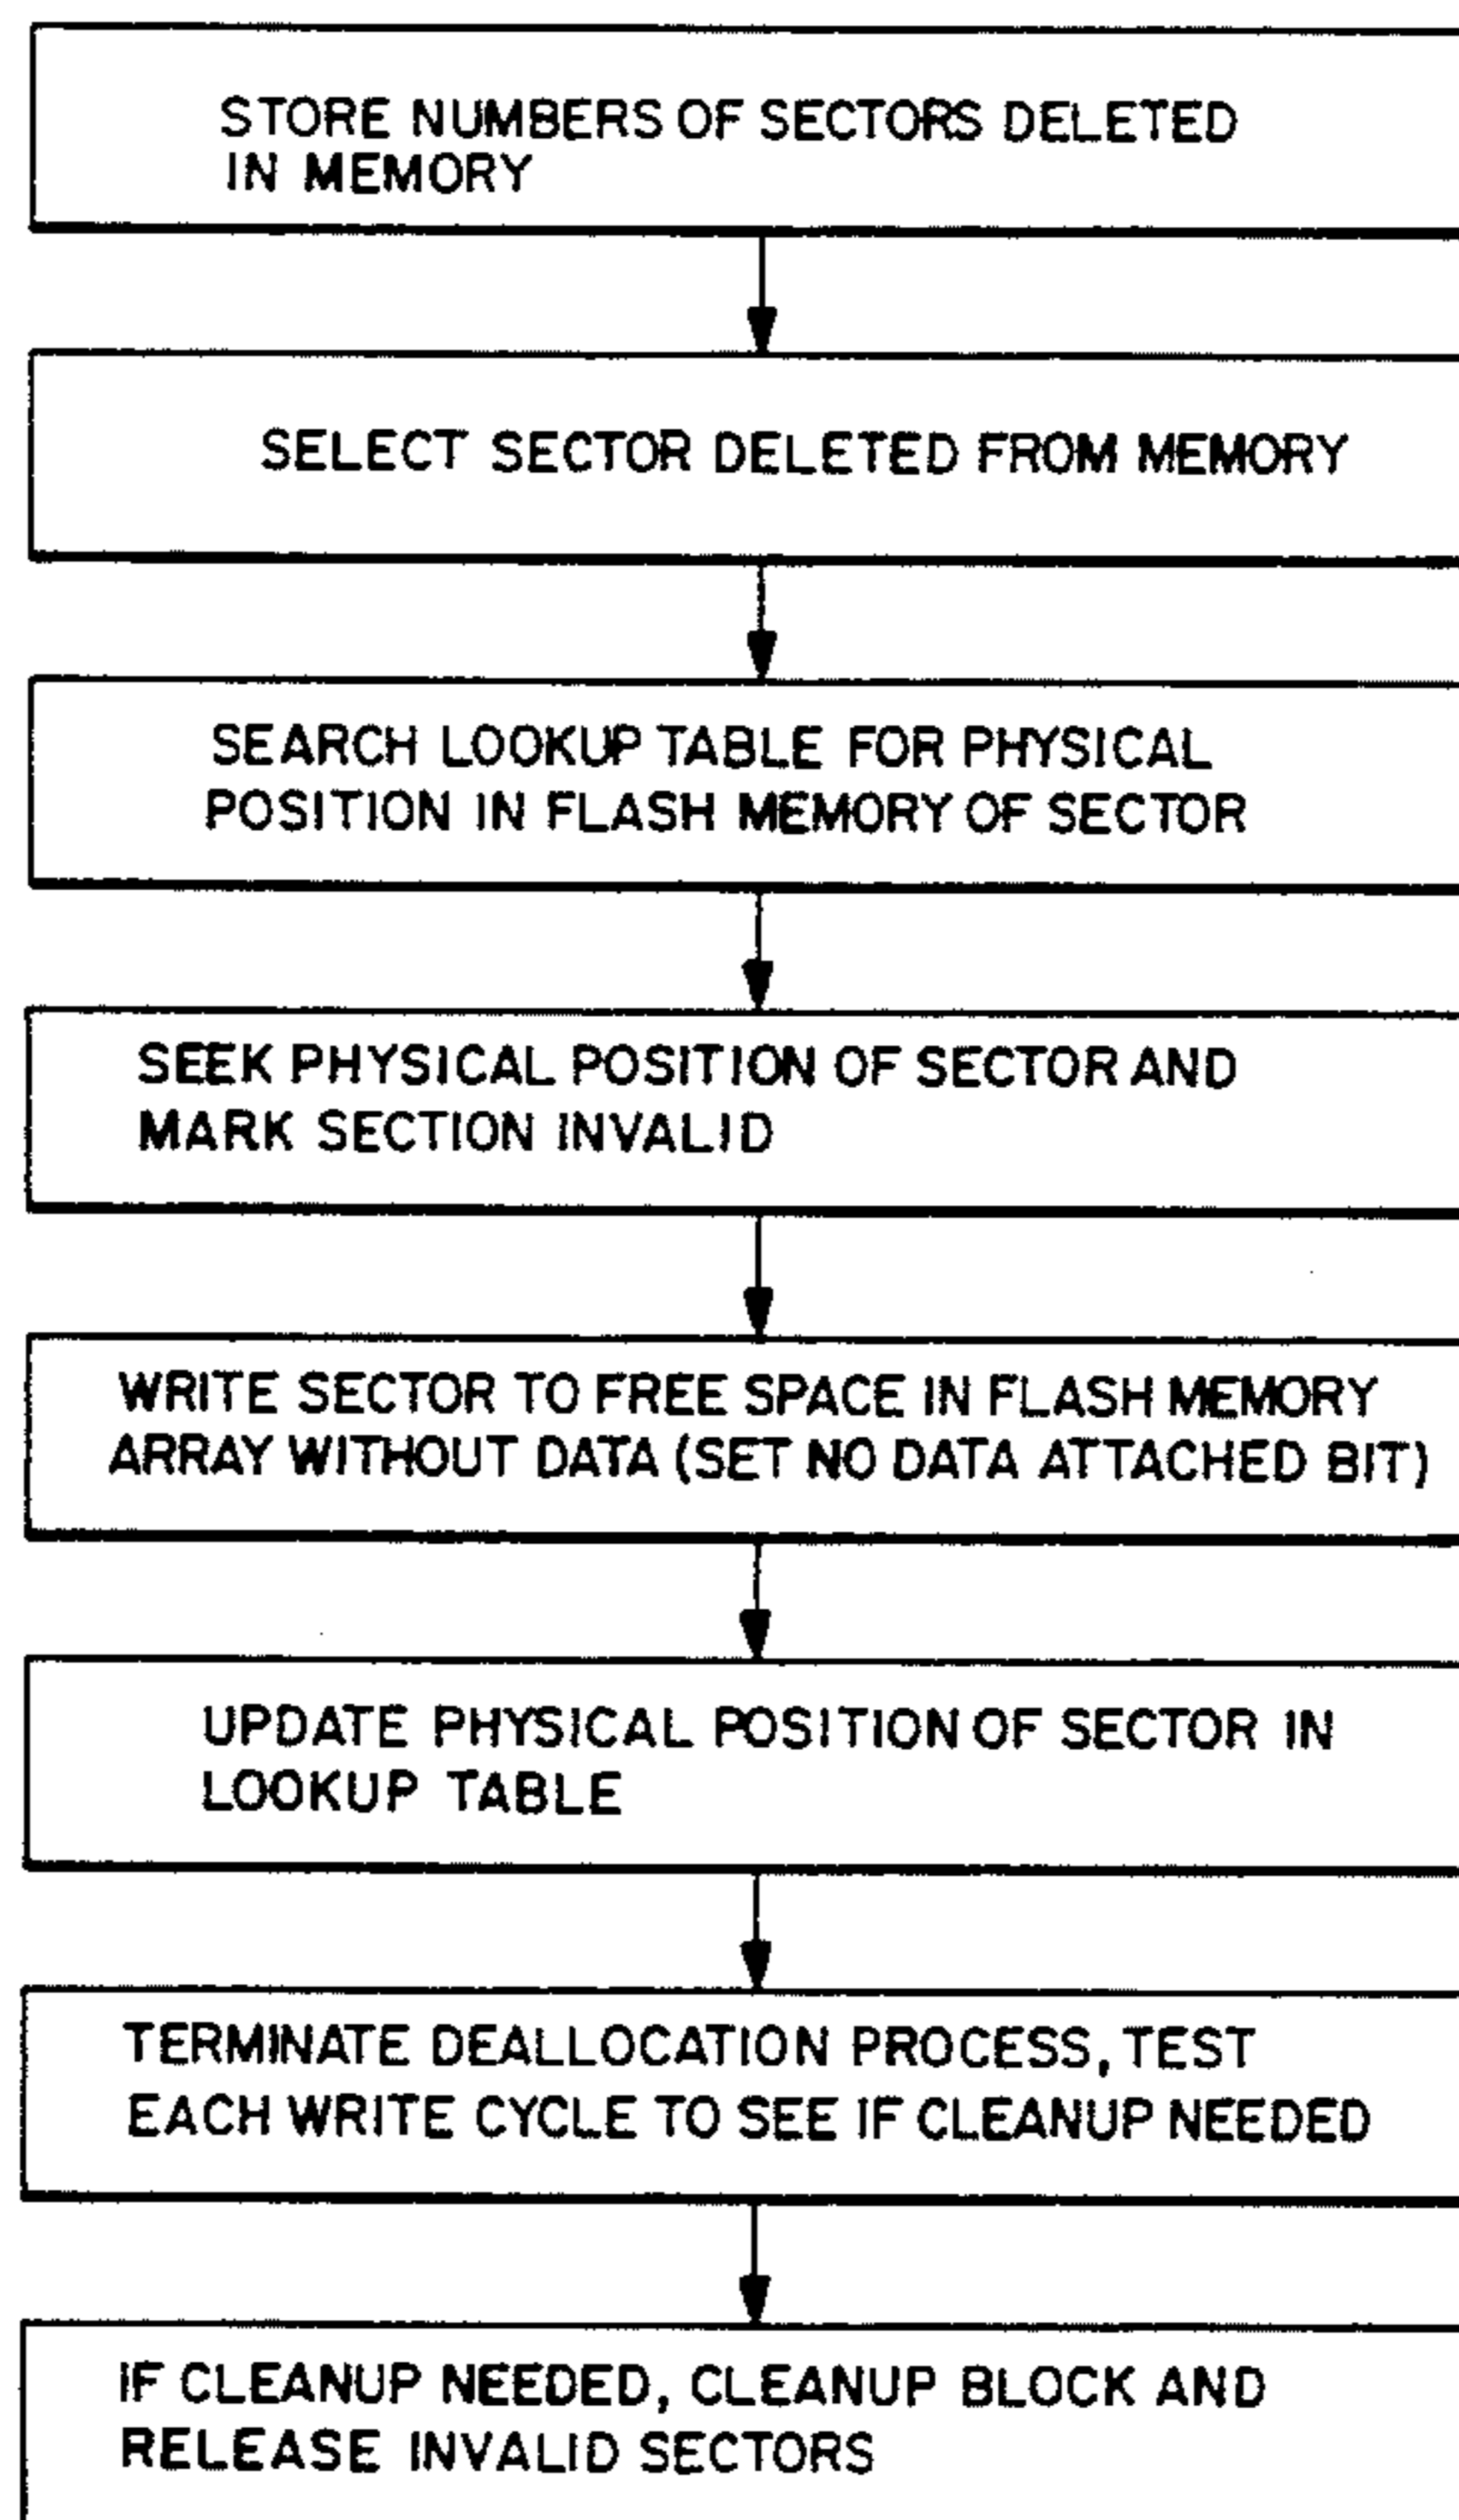 STORE NUMBERS OF SECTORS DELETED
IN MEMORY
SELECT SECTOR DELETED FROM MEMORY
SEARCH LOOKUP TABLE FOR PHYSICAL
POSITION IN FLASH MEMORY OF SECTOR
SEEK PHYSICAL POSITION OF SECTOR AND
MARK SECTION INVALID
WRITE SECTOR TO FREE SPACE IN FLASH MEMORY
ARRAY WITHOUT DATA (SET NO DATA ATTACHED BIT)
UPDATE PHYSICAL POSITION OF SECTOR IN
LOOKUP TABLE
TERMINATE DEALLOCATION PROCESS, TEST
EACH WRITE CYCLE TO SEE IF CLEANUP NEEDED
IF CLEANUP NEEDED, CLEANUP BLOCK AND
RELEASE INVALID SECTORS